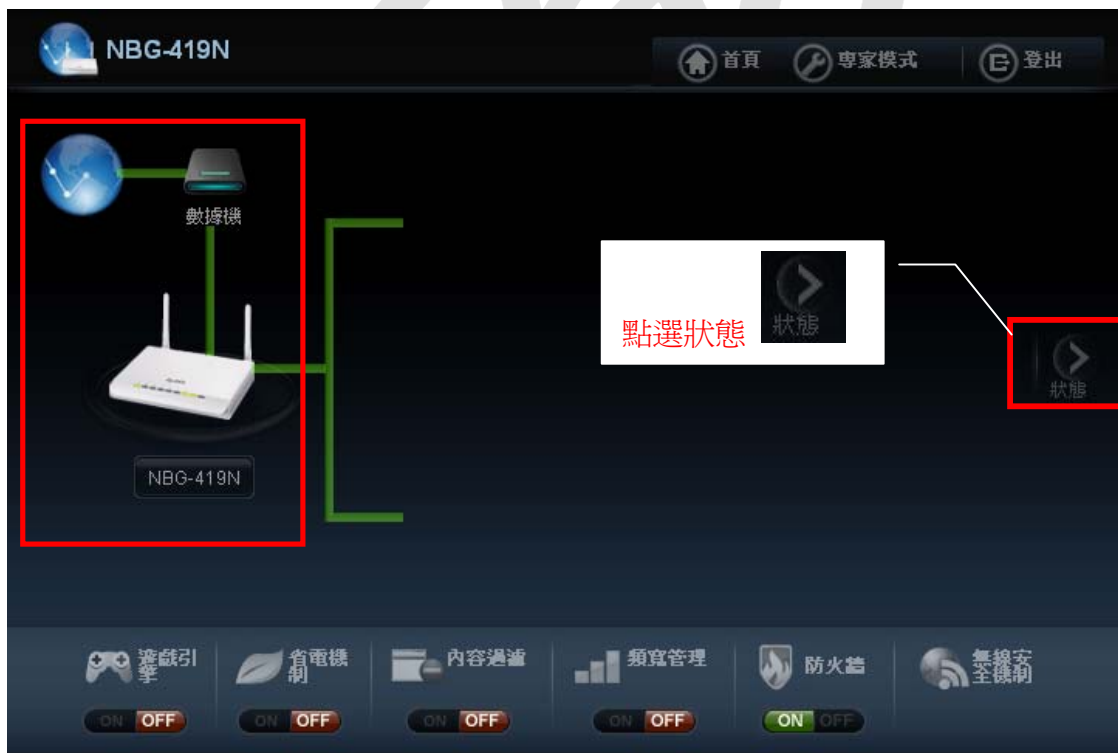 NBG-419N
首頁
專家模式
登出
數據機
點選狀態
狀態
狀態
NBG-419N
遊戲引
擎
省電機
制
內容過濾
頻寬管理
防火牆
無線安
全機制
ON OFF
ON OFF
ON OFF
ON OFF
ON OFF